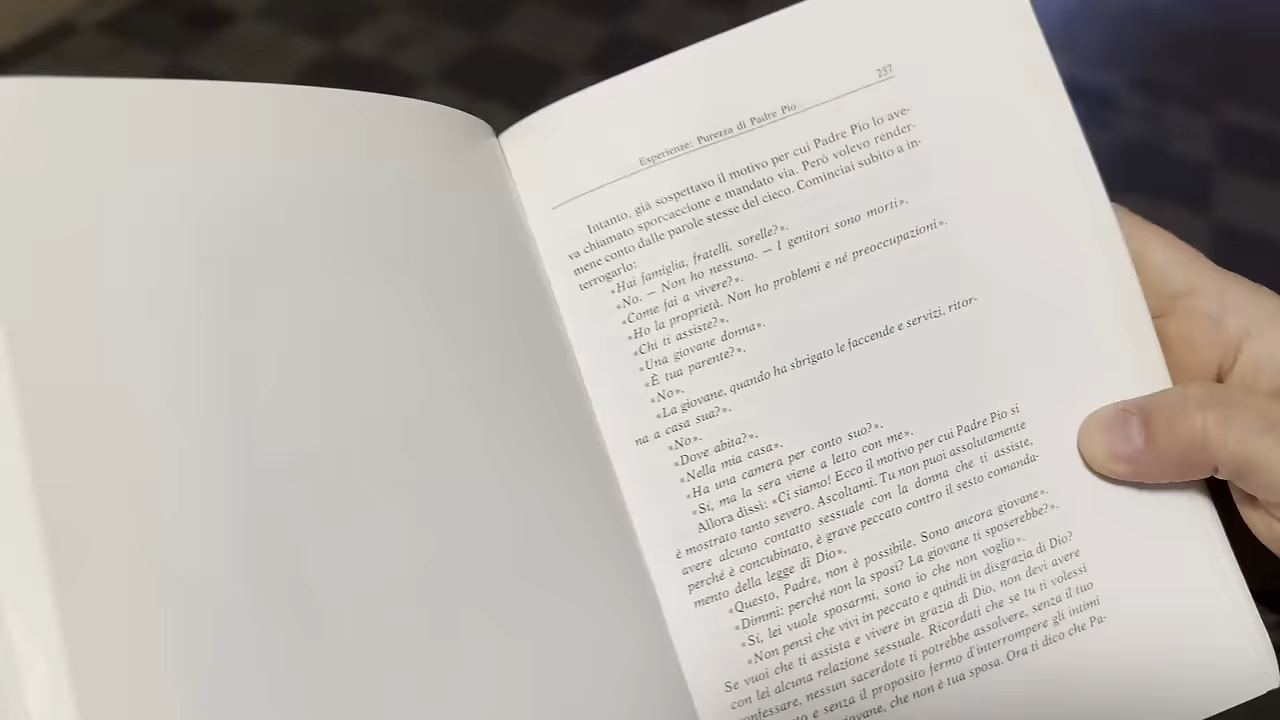 Esperienze: Purezza di Padre Pio
257
Intanto, già sospettavo il motivo per cui Padre Pio lo ave-
va chiamato sporcaccione e mandato via. Però volevo render-
mene conto dalle parole stesse del cieco. Cominciai subito a in-
terrogarlo:
«Hai famiglia, fratelli, sorelle?».
«No. — Non ho nessuno. — I genitori sono morti».
«Come fai a vivere?».
«Ho la proprietà. Non ho problemi e né preoccupazioni».
«Chi ti assiste?».
«Una giovane donna».
«È tua parente?».
«No».
«La giovane, quando ha sbrigato le faccende e servizi, ritor-
na a casa sua?».
«No».
«Dove abita?».
«Nella mia casa».
«Ha una camera per conto suo?».
«Sí, ma la sera viene a letto con me».
Allora dissi: «Ci siamo! Ecco il motivo per cui Padre Pio si
è mostrato tanto severo. Ascoltami. Tu non puoi assolutamente
avere alcuno contatto sessuale con la donna che ti assiste,
perché è concubinato, è grave peccato contro il sesto comanda-
mento della legge di Dio».
«Questo, Padre, non è possibile. Sono ancora giovane».
«Dimmi: perché non la sposi? La giovane ti sposerebbe?».
«Sí, lei vuole sposarmi, sono io che non voglio».
«Non pensi che vivi in peccato e quindi in disgrazia di Dio?
Se vuoi che ti assista e vivere in grazia di Dio, non devi avere
con lei alcuna relazione sessuale. Ricordati che se tu ti volessi
confessare, nessun sacerdote ti potrebbe assolvere, senza il tuo
e senza il proposito fermo d'interrompere gli intimi
che non è tua sposa. Ora ti dico che Pa-